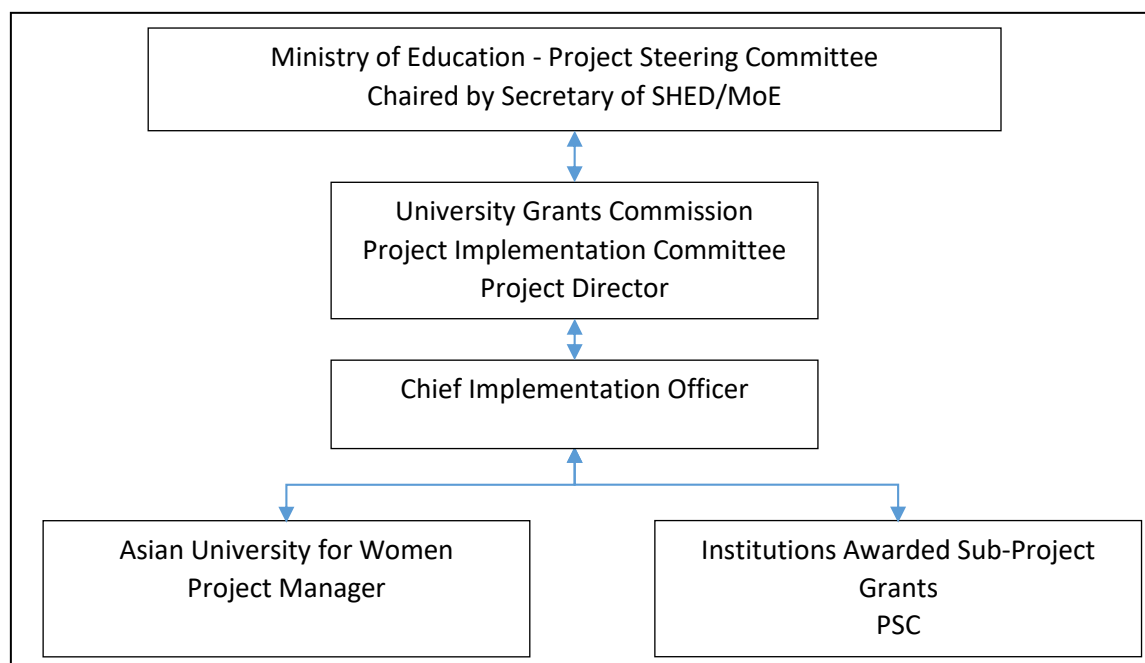 Ministry of Education - Project Steering Committee
Chaired by Secretary of SHED/MoE
University Grants Commission
Project Implementation Committee
Project Director
Chief Implementation Officer
Asian University for Women
Project Manager
Institutions Awarded Sub-Project
Grants
PSC